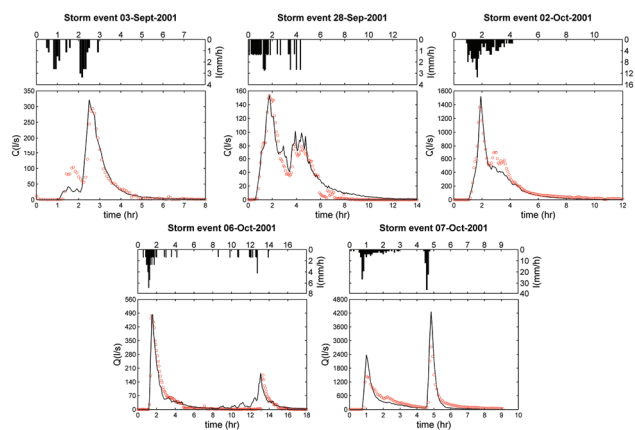 Storm event 03-Sept-2001
Storm event 28-Sep-2001
Storm event 02-Oct-2001
0 1 2 3 4 5 6 7
0 2 4 6 8 10 12
0 2 4 6 8 10
0 1 2 3 4
I(mm/h)
0 1 2 3 4
I(mm/h)
0 4 8 12 16
I(mm/h)
350 300 250 200 150 100 50 0
C(l/s)
160 140 120 100 80 60 40 20 0
C(l/s)
1600 1400 1200 1000 800 600 400 200 0
C(l/s)
0 1 2 3 4 5 6 7 8
0 2 4 6 8 10 12 14
0 2 4 6 8 10 12
time (hr)
time (hr)
time (hr)
Storm event 06-Oct-2001
Storm event 07-Oct-2001
0 2 4 6 8 10 12 14 16
0 1 2 3 4 5 6 7 8 9
0 2 4 6 8
I(mm/h)
0 10 20 30 40
I(mm/h)
560 490 420 350 280 210 140 70 0
Q(l/s)
4800 4200 3600 3000 2400 1800 1200 600 0
Q(l/s)
0 2 4 6 8 10 12 14 16 18
0 1 2 3 4 5 6 7 8 9 10
time (hr)
time (hr)